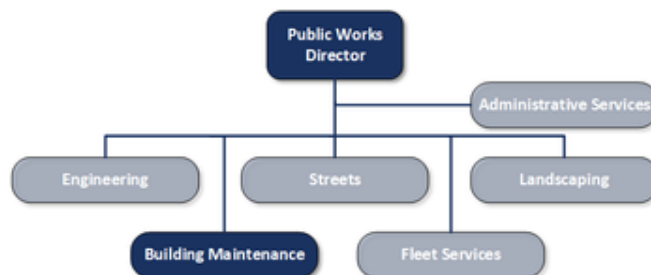 Public Works
Director
Administrative Services
Engineering
Streets
Landscaping
Building Maintenance
Fleet Services